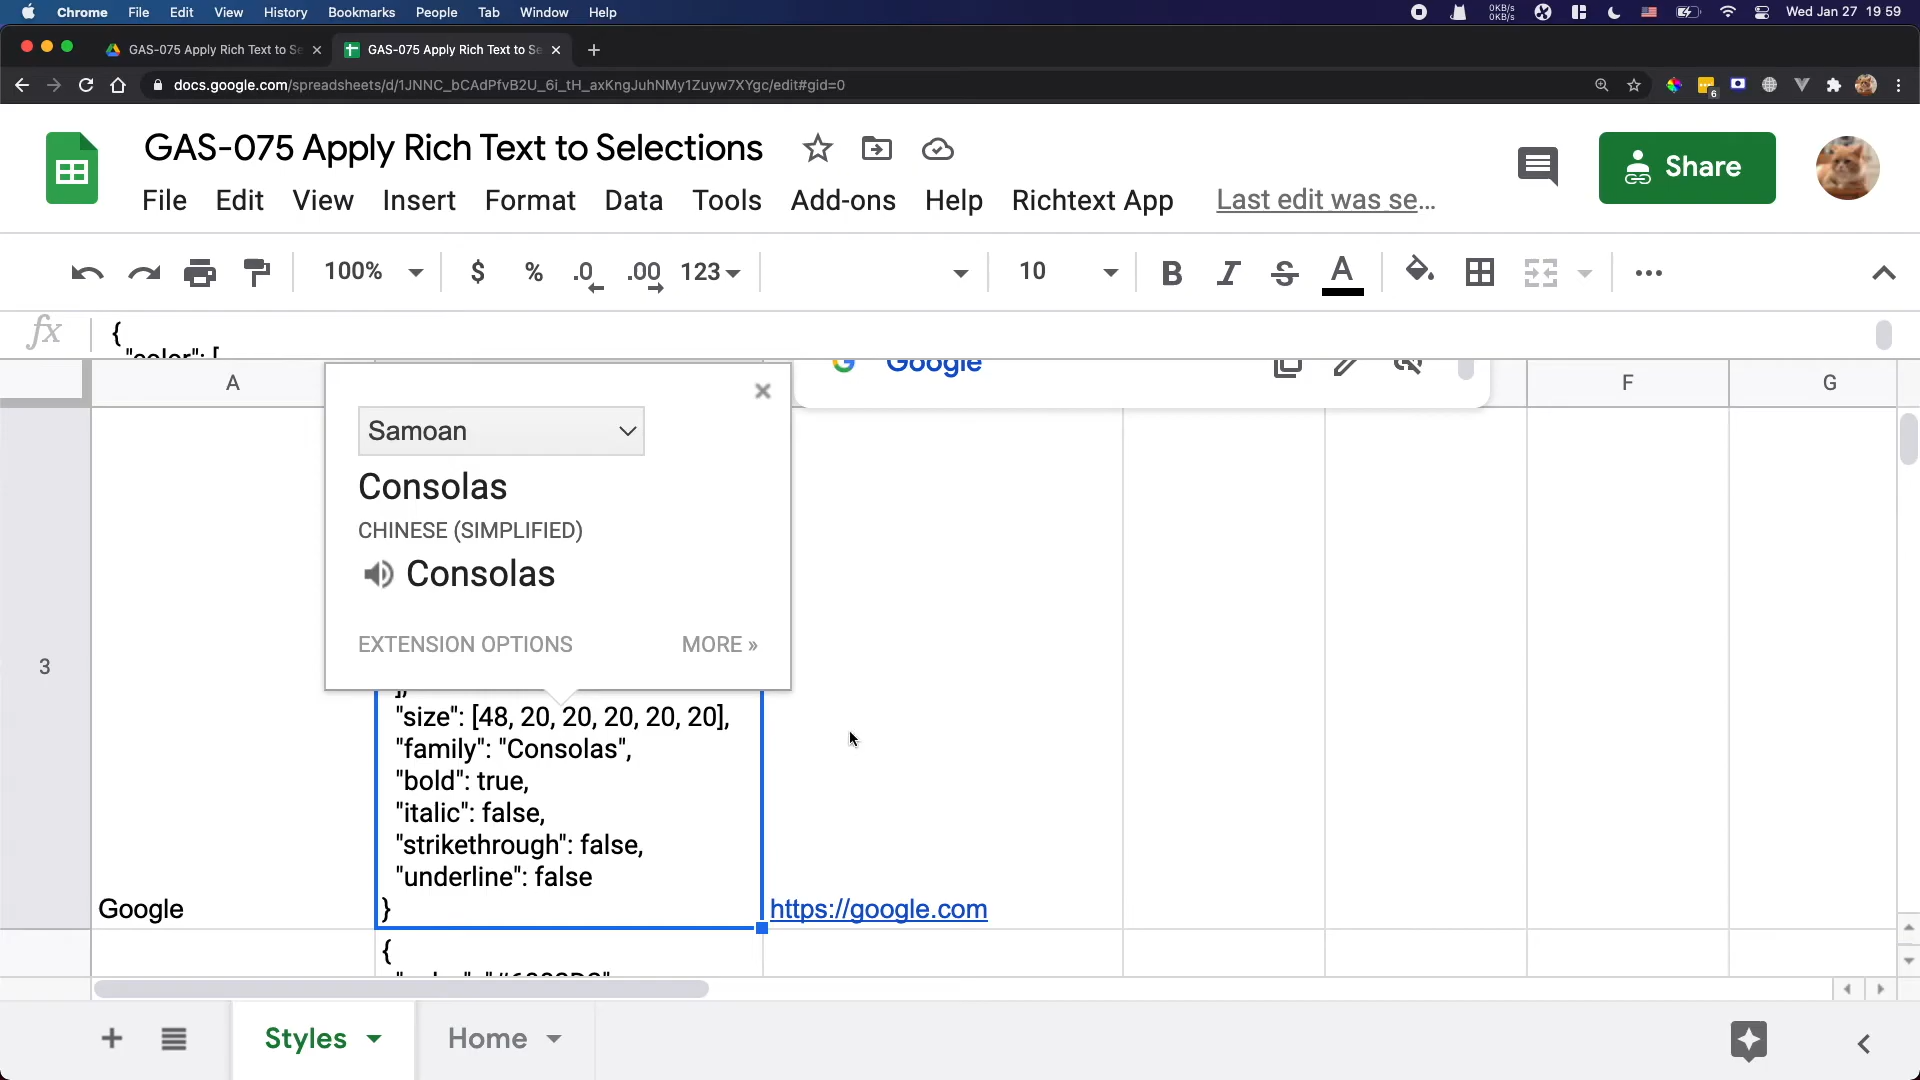 Chrome File Edit View History Bookmarks People Tab Window Help
0KB/s
0KB/s
Wed Jan 27 19 59
GAS-075 Apply Rich Text to Se
GAS-075 Apply Rich Text to Se
docs.google.com/spreadsheets/d/1JNNC_bCAdPfvB2U_6i_tH_axKngJuhNMy1Zuyw7XYgc/edit#gid=0
6
GAS-075 Apply Rich Text to Selections
Share
File Edit View Insert Format Data Tools Add-ons Help Richtext App Last edit was se...
100% $ % .0 .00 123 10 B I S A
fx
{
"color": [
Google
A F G
Samoan
Consolas
CHINESE (SIMPLIFIED)
Consolas
EXTENSION OPTIONS MORE »
3
],
"size": [48, 20, 20, 20, 20, 20],
"family": "Consolas",
"bold": true,
"italic": false,
"strikethrough": false,
"underline": false
Google } https://google.com
{
Styles Home